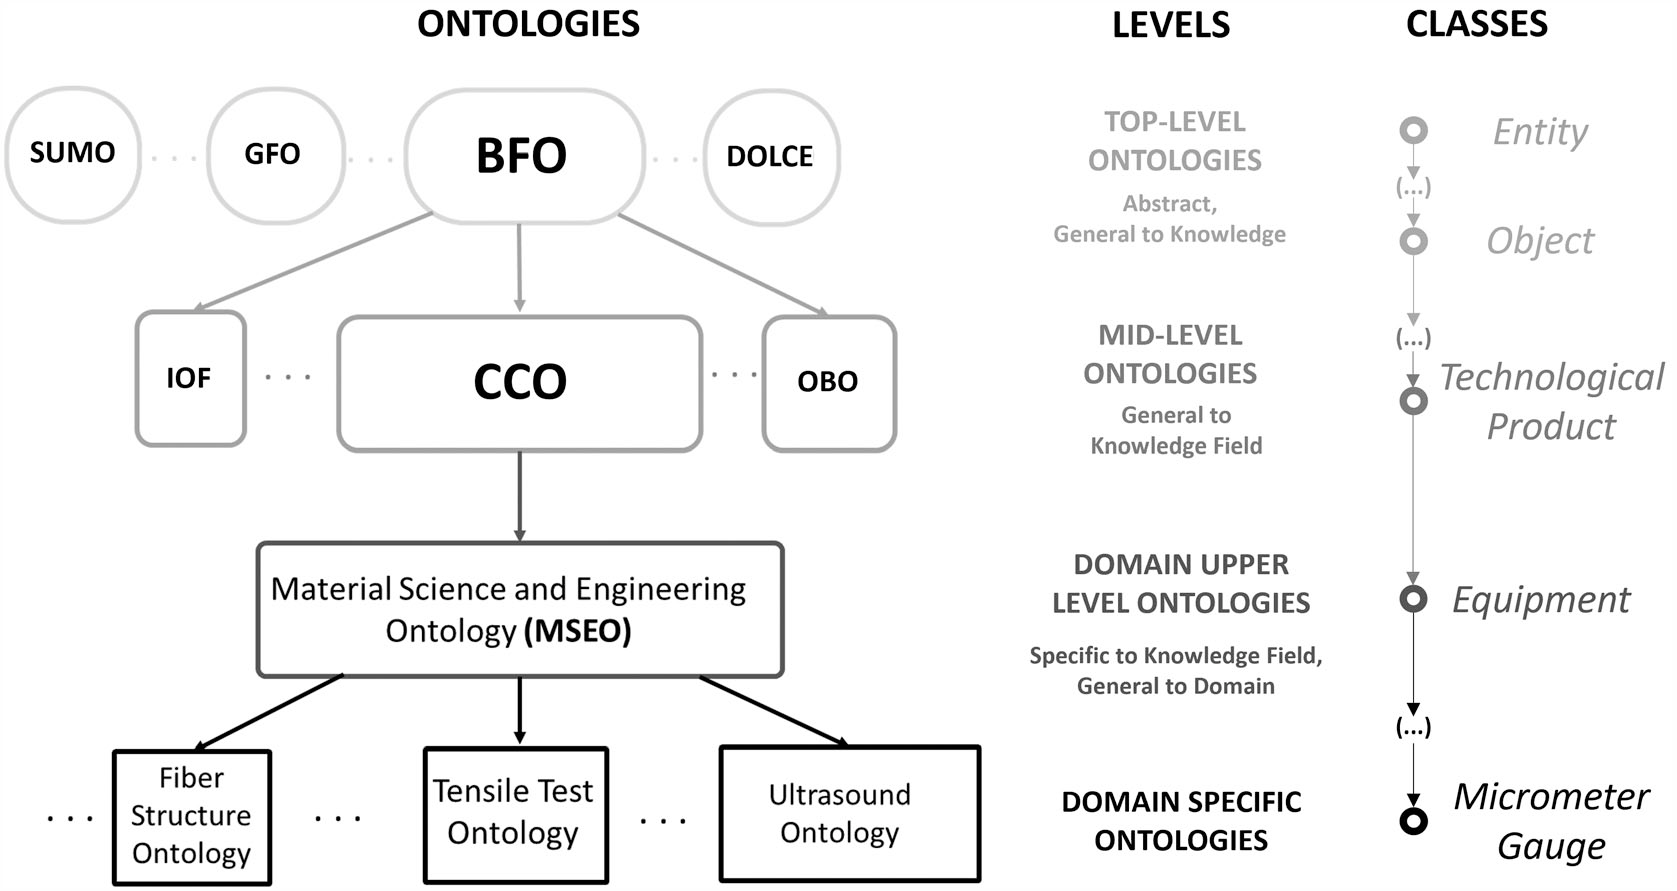 ONTOLOGIES
LEVELS
CLASSES
SUMO
. . .
GFO
. . .
BFO
. . .
DOLCE
TOP-LEVEL
ONTOLOGIES
Abstract,
General to Knowledge
Entity
(...)
Object
IOF
. . .
CCO
. . .
OBO
MID-LEVEL
ONTOLOGIES
General to
Knowledge Field
(...)
Technological
Product
Material Science and Engineering
Ontology (MSEO)
DOMAIN UPPER
LEVEL ONTOLOGIES
Specific to Knowledge Field,
General to Domain
Equipment
(...)
. . .
Fiber
Structure
Ontology
. . .
Tensile Test
Ontology
. . .
Ultrasound
Ontology
DOMAIN SPECIFIC
ONTOLOGIES
Micrometer
Gauge